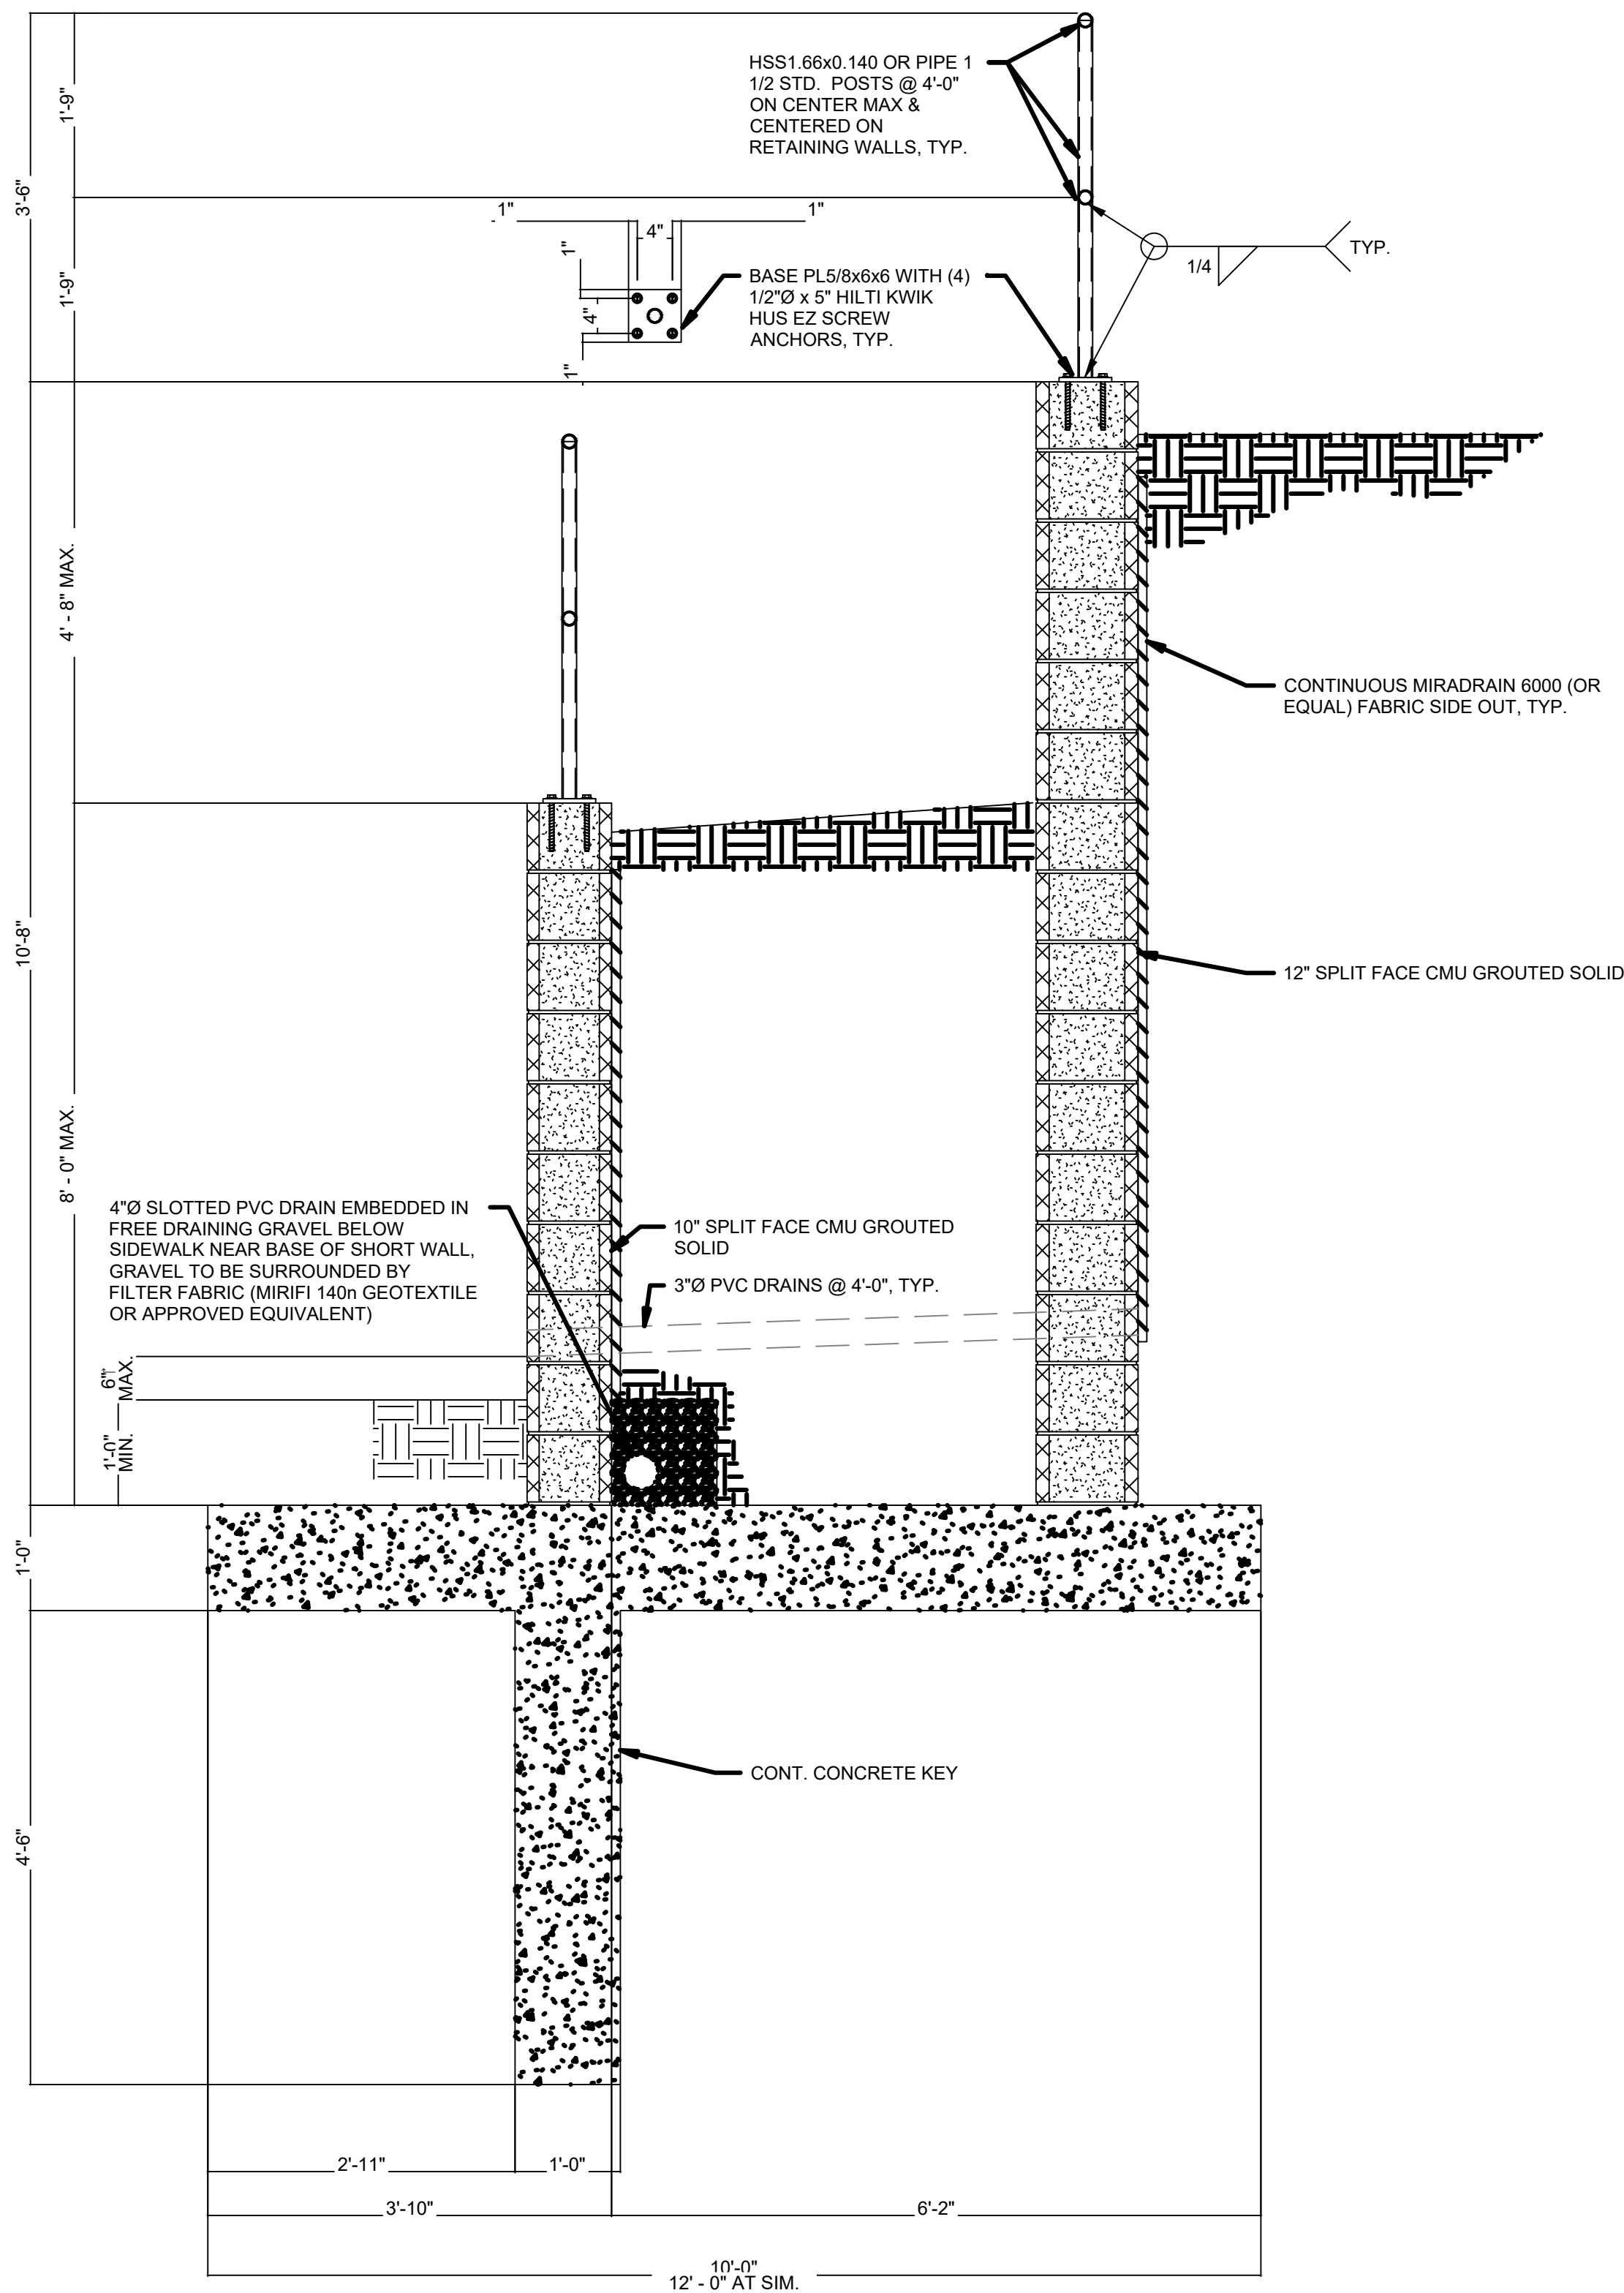 HSS1.66x0.140 OR PIPE 1
1/2 STD.  POSTS @ 4'-0"
ON CENTER MAX &
CENTERED ON
RETAINING WALLS, TYP.
1'-9"
3'-6"
1"
1"
4"
1"
4"
1"
1/4
TYP.
1'-9"
BASE PL5/8x6x6 WITH (4)
1/2"Ø x 5" HILTI KWIK
HUS EZ SCREW
ANCHORS, TYP.
4' - 8" MAX.
CONTINUOUS MIRADRAIN 6000 (OR
EQUAL) FABRIC SIDE OUT, TYP.
10'-8"
12" SPLIT FACE CMU GROUTED SOLID
8' - 0" MAX.
4"Ø SLOTTED PVC DRAIN EMBEDDED IN
FREE DRAINING GRAVEL BELOW
SIDEWALK NEAR BASE OF SHORT WALL,
GRAVEL TO BE SURROUNDED BY
FILTER FABRIC (MIRIFI 140n GEOTEXTILE
OR APPROVED EQUIVALENT)
10" SPLIT FACE CMU GROUTED
SOLID
3"Ø PVC DRAINS @ 4'-0", TYP.
6"
MAX.
1'-0"
MIN.
1'-0"
4'-6"
CONT. CONCRETE KEY
2'-11"
1'-0"
3'-10"
6'-2"
10'-0"
12' - 0" AT SIM.